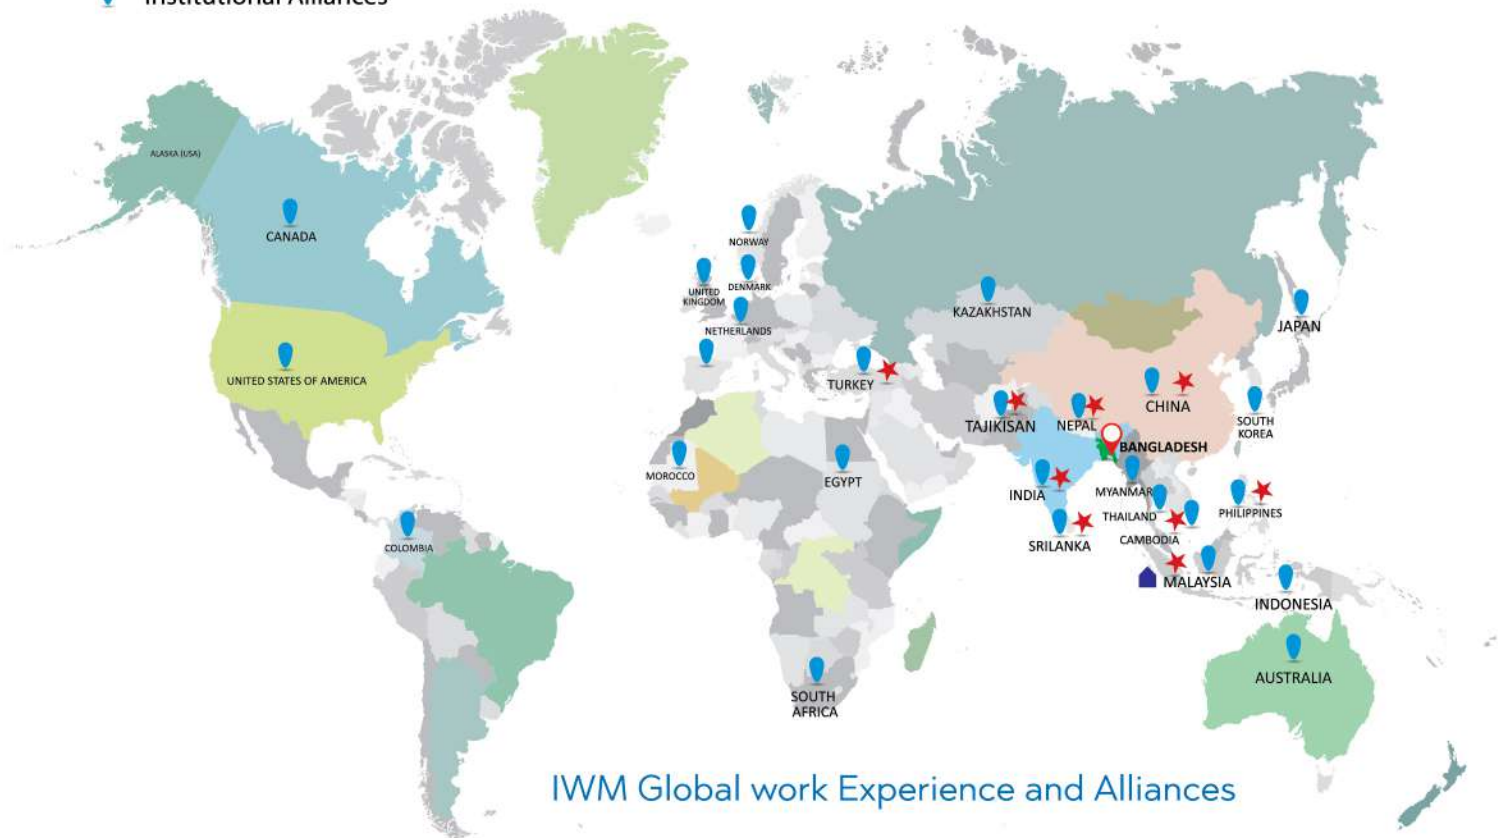 Institutional Alliances
ALASKA (USA)
CANADA
NORWAY
UNITED
KINGDOM
DENMARK
NETHERLANDS
KAZAKHSTAN
JAPAN
UNITED STATES OF AMERICA
TURKEY
TAJIKISAN
NEPAL
CHINA
SOUTH
KOREA
BANGLADESH
MOROCCO
EGYPT
INDIA
MYANMAR
THAILAND
PHILIPPINES
SRILANKA
CAMBODIA
COLOMBIA
MALAYSIA
INDONESIA
AUSTRALIA
SOUTH
AFRICA
IWM Global work Experience and Alliances